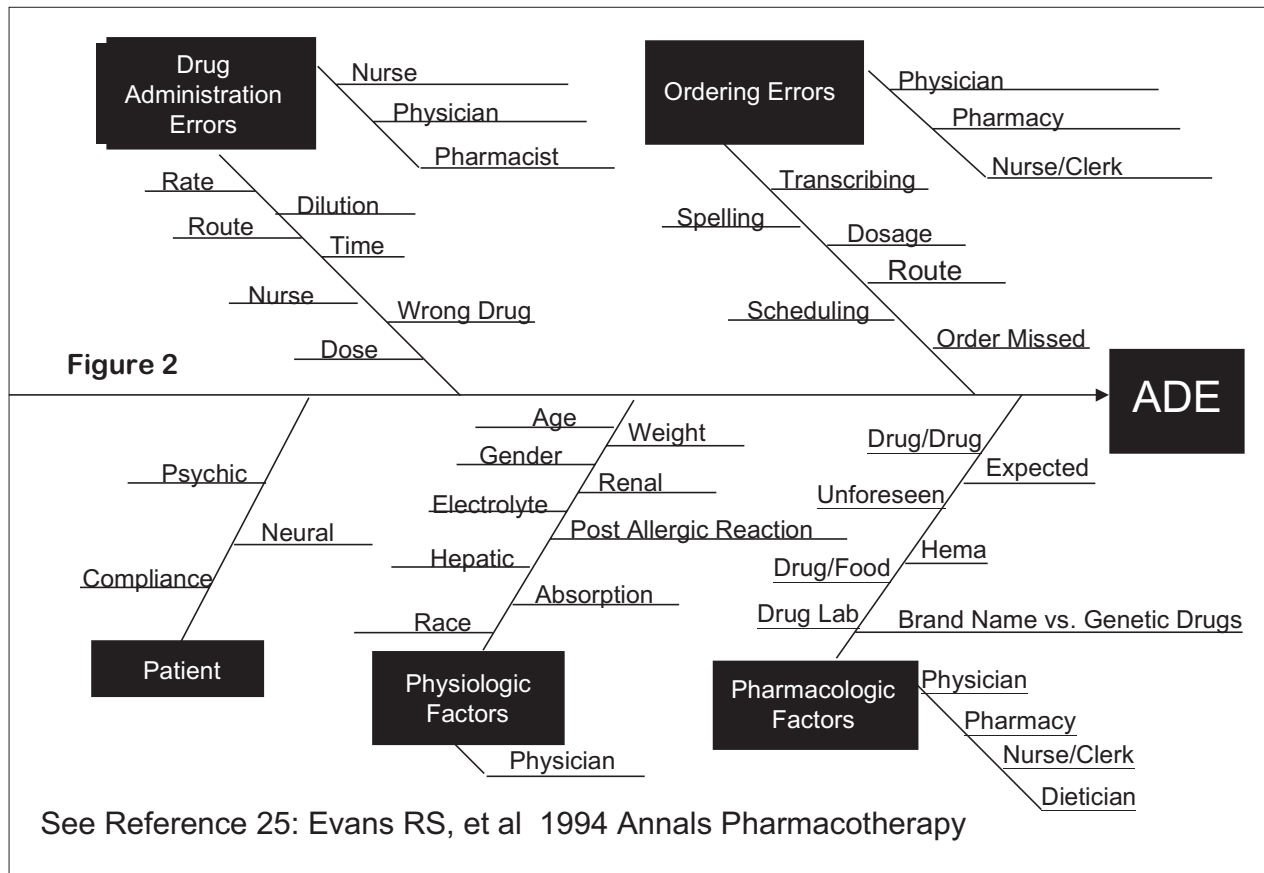 Drug
Administration
Errors
Nurse
Physician
Pharmacist
Rate
Dilution
Route
Time
Nurse
Wrong Drug
Dose
Ordering Errors
Physician
Pharmacy
Nurse/Clerk
Transcribing
Spelling
Dosage
Route
Scheduling
Order Missed
Figure 2
ADE
Psychic
Neural
Compliance
Patient
Age
Weight
Gender
Renal
Electrolyte
Post Allergic Reaction
Hepatic
Absorption
Race
Physiologic
Factors
Physician
Drug/Drug
Expected
Unforeseen
Hema
Drug/Food
Drug Lab
Brand Name vs. Genetic Drugs
Pharmacologic
Factors
Physician
Pharmacy
Nurse/Clerk
Dietician
See Reference 25: Evans RS, et al 1994 Annals Pharmacotherapy